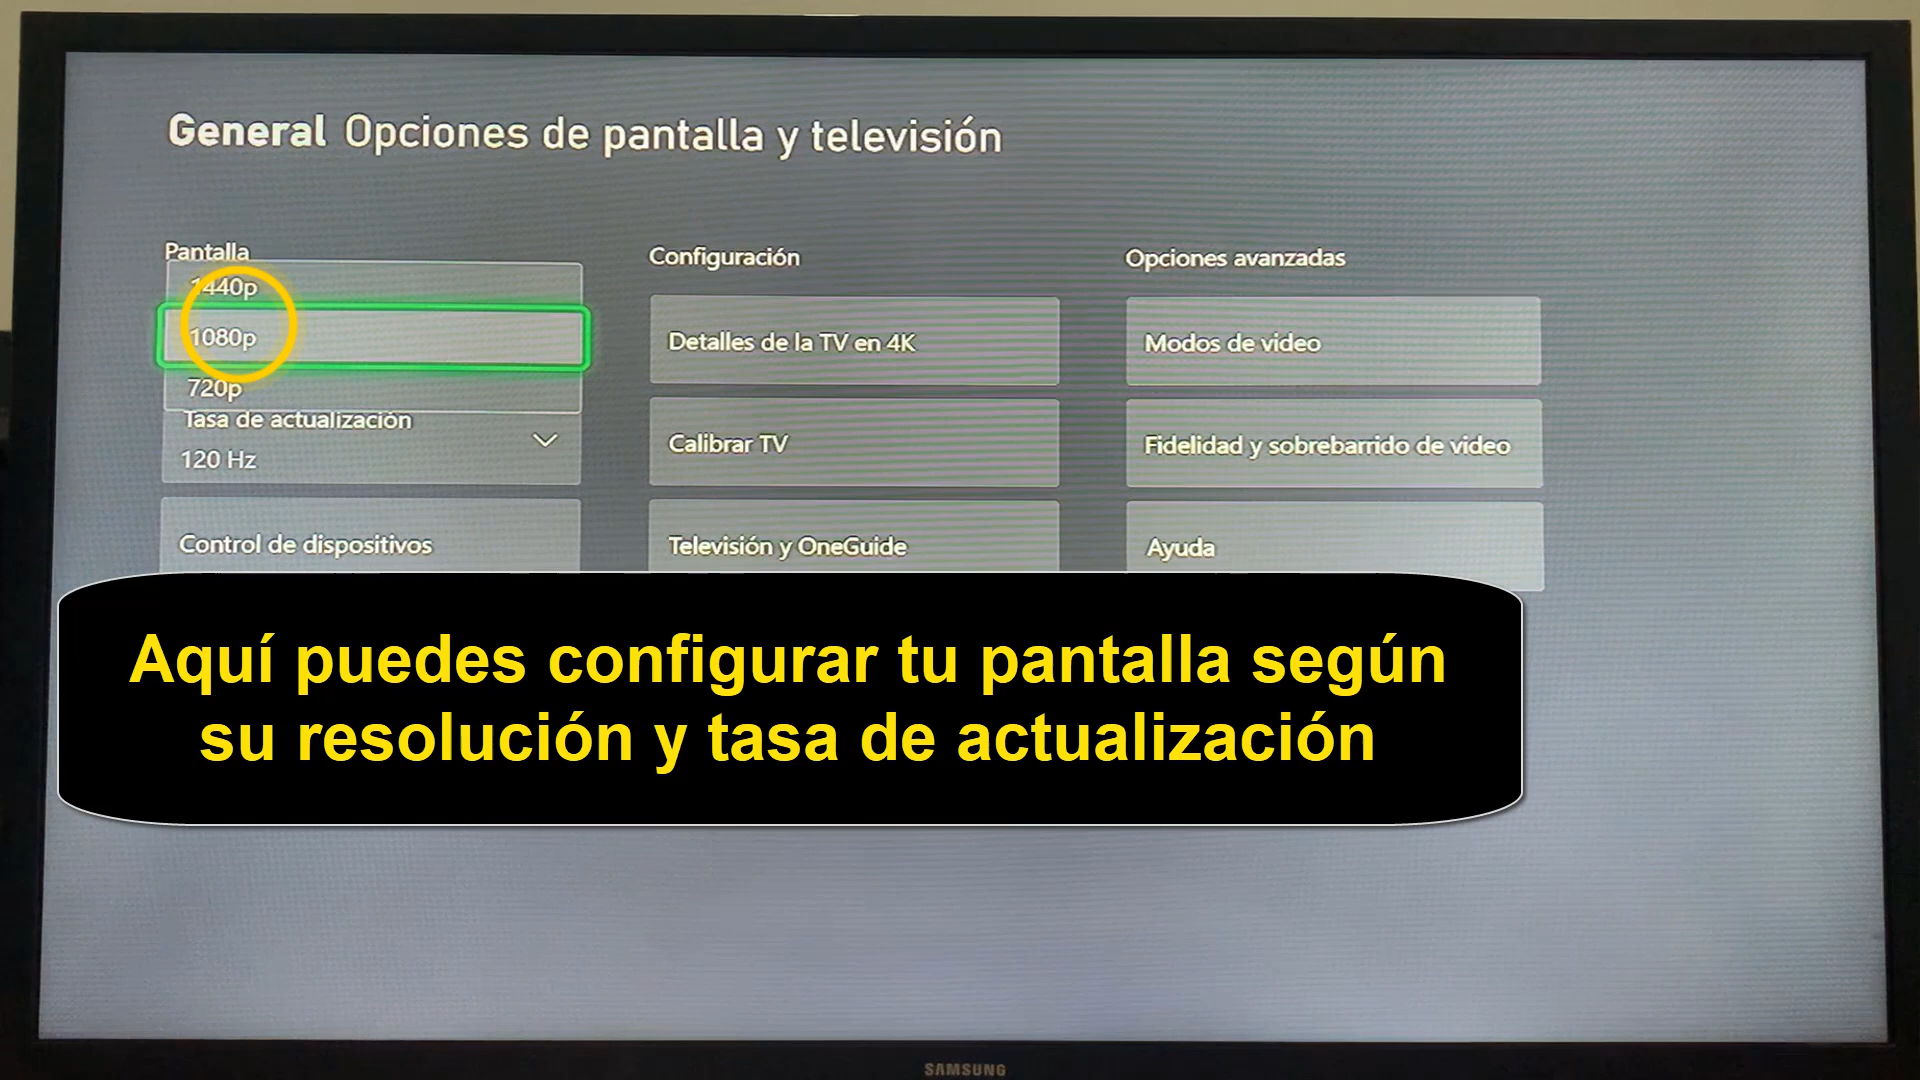 General Opciones de pantalla y televisión
Pantalla
1440p
1080p
720p
Tasa de actualización
120 Hz
Control de dispositivos
Configuración
Detalles de la TV en 4K
Calibrar TV
Televisión y OneGuide
Opciones avanzadas
Modos de video
Fidelidad y sobrebarrido de video
Ayuda
Aquí puedes configurar tu pantalla según
su resolución y tasa de actualización
SAMSUNG